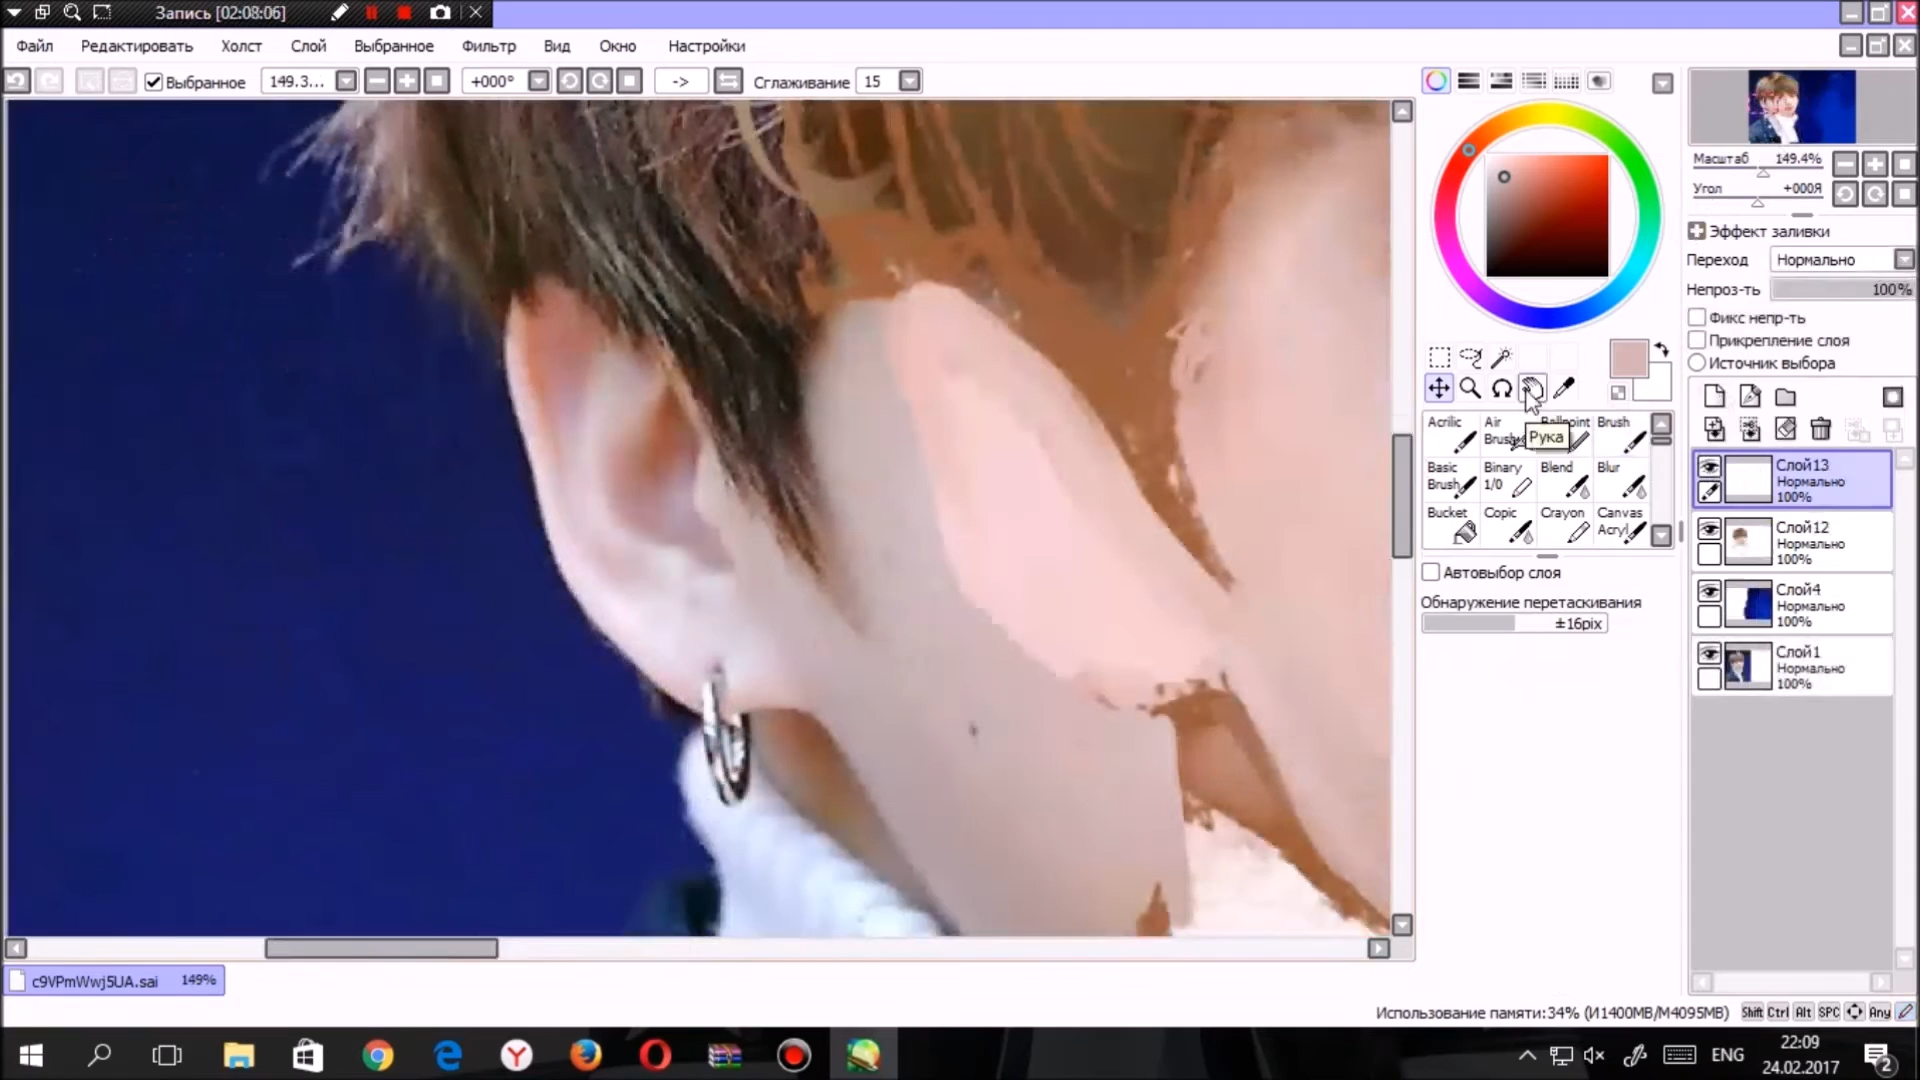 Запись [02:08:06]
Файл Редактировать Холст Слой Выбранное Фильтр Вид Окно Настройки
Выбранное 149.3... +000° -> Сглаживание 15
Масштаб 149.4%
Угол +000Я
Эффект заливки
Переход Нормально
Непроз-ть 100%
Фикс непр-ть
Прикрепление слоя
Источник выбора
Acrilic Air Brush Ballpoint Brush
Рука
Basic Brush Binary 1/0 Blend Blur
Bucket Copic Crayon Canvas Acryl
Автовыбор слоя
Обнаружение перетаскивания
±16pix
Слой13
Нормально
100%
Слой12
Нормально
100%
Слой4
Нормально
100%
Слой1
Нормально
100%
c9VPmWwj5UA.sai 149%
Использование памяти:34% (И1400MB/M4095MB) Shift Ctrl Alt SPC Any
ENG
22:09
24.02.2017
2